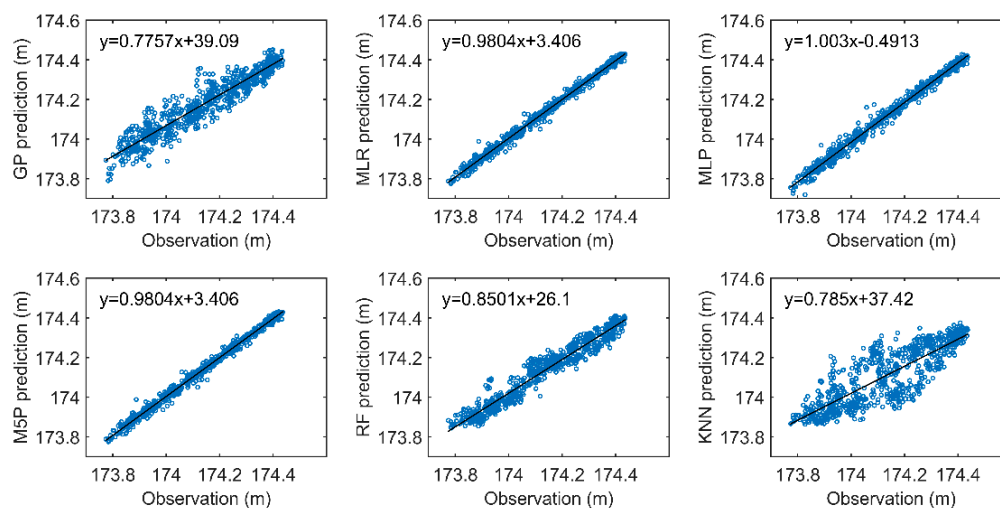 y=0.7757x+39.09
174.6
174.4
174.2
174
173.8
GP prediction (m)
173.8 174 174.2 174.4
Observation (m)
y=0.9804x+3.406
174.6
174.4
174.2
174
173.8
MLR prediction (m)
173.8 174 174.2 174.4
Observation (m)
y=1.003x-0.4913
174.6
174.4
174.2
174
173.8
MLP prediction (m)
173.8 174 174.2 174.4
Observation (m)
y=0.9804x+3.406
174.6
174.4
174.2
174
173.8
M5P prediction (m)
173.8 174 174.2 174.4
Observation (m)
y=0.8501x+26.1
174.6
174.4
174.2
174
173.8
RF prediction (m)
173.8 174 174.2 174.4
Observation (m)
y=0.785x+37.42
174.6
174.4
174.2
174
173.8
KNN prediction (m)
173.8 174 174.2 174.4
Observation (m)